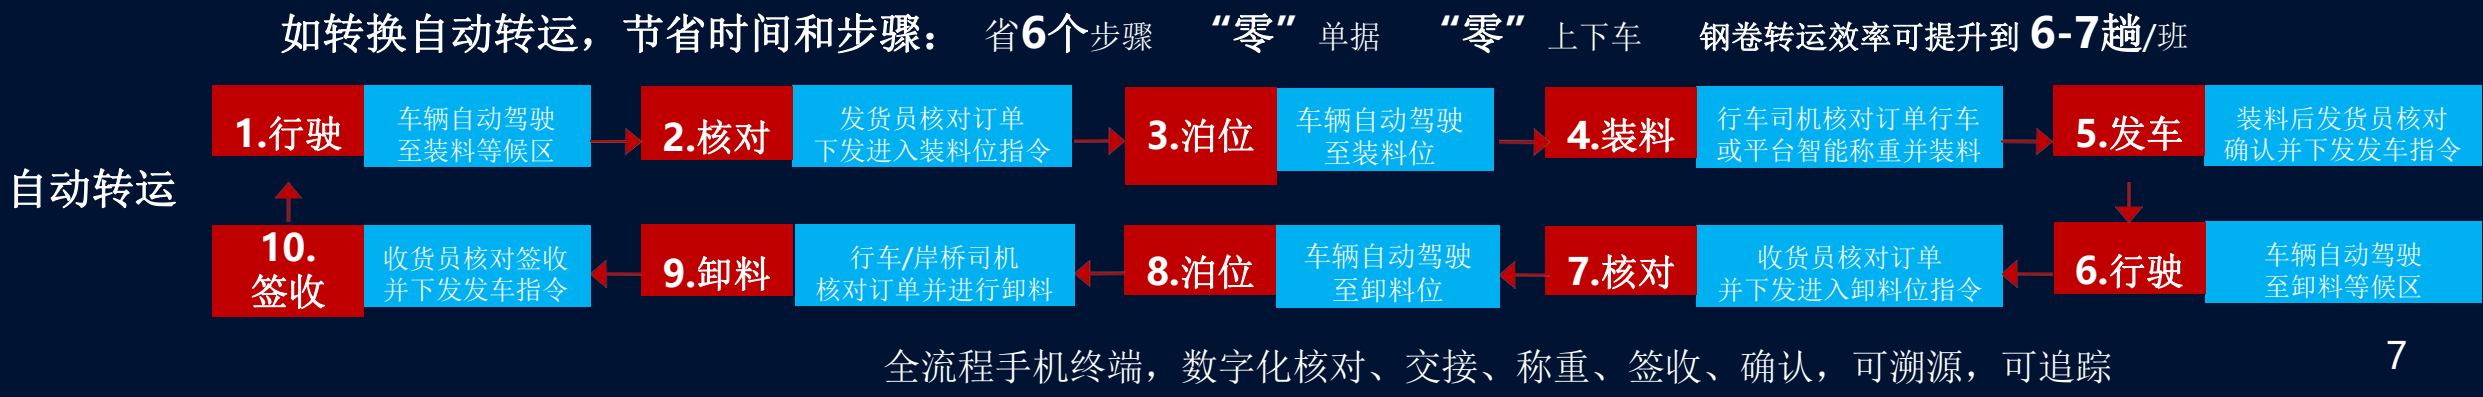 如转换自动转运，节省时间和步骤： 省6个步骤 “零” 单据 “零” 上下车 钢卷转运效率可提升到 6-7趟/班
自动转运
1.行驶
车辆自动驾驶
至装料等候区
2.核对
发货员核对订单
下发进入装料位指令
3.泊位
车辆自动驾驶
至装料位
4.装料
行车司机核对订单行车
或平台智能称重并装料
5.发车
装料后发货员核对
确认并下发发车指令
6.行驶
车辆自动驾驶
至卸料等候区
7.核对
收货员核对订单
并下发进入卸料位指令
8.泊位
车辆自动驾驶
至卸料位
9.卸料
行车/岸桥司机
核对订单并进行卸料
10.
签收
收货员核对签收
并下发发车指令
全流程手机终端，数字化核对、交接、称重、签收、确认，可溯源，可追踪
7